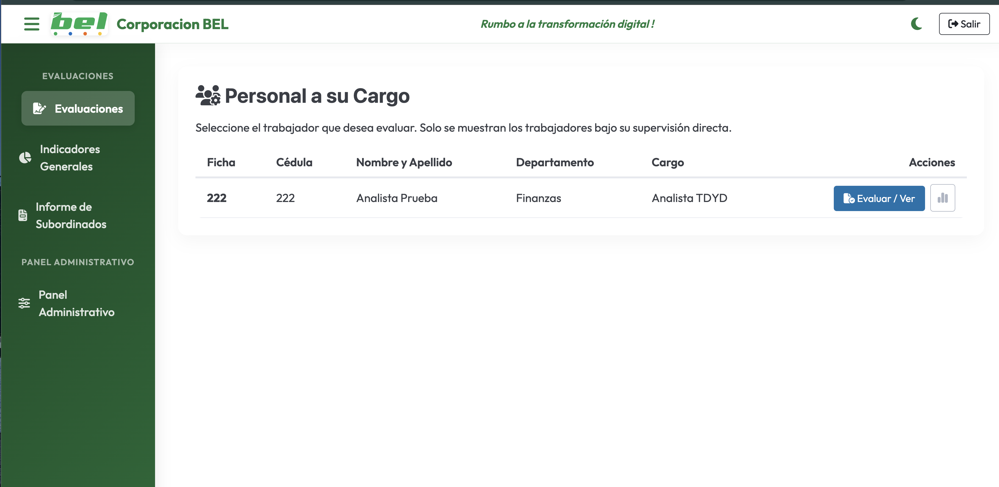 bel
Corporacion BEL
Rumbo a la transformación digital !
Salir
EVALUACIONES
Evaluaciones
Indicadores
Generales
Informe de
Subordinados
PANEL ADMINISTRATIVO
Panel
Administrativo
Personal a su Cargo
Seleccione el trabajador que desea evaluar. Solo se muestran los trabajadores bajo su supervisión directa.
Ficha Cédula Nombre y Apellido Departamento Cargo Acciones
222 222 Analista Prueba Finanzas Analista TDYD Evaluar / Ver